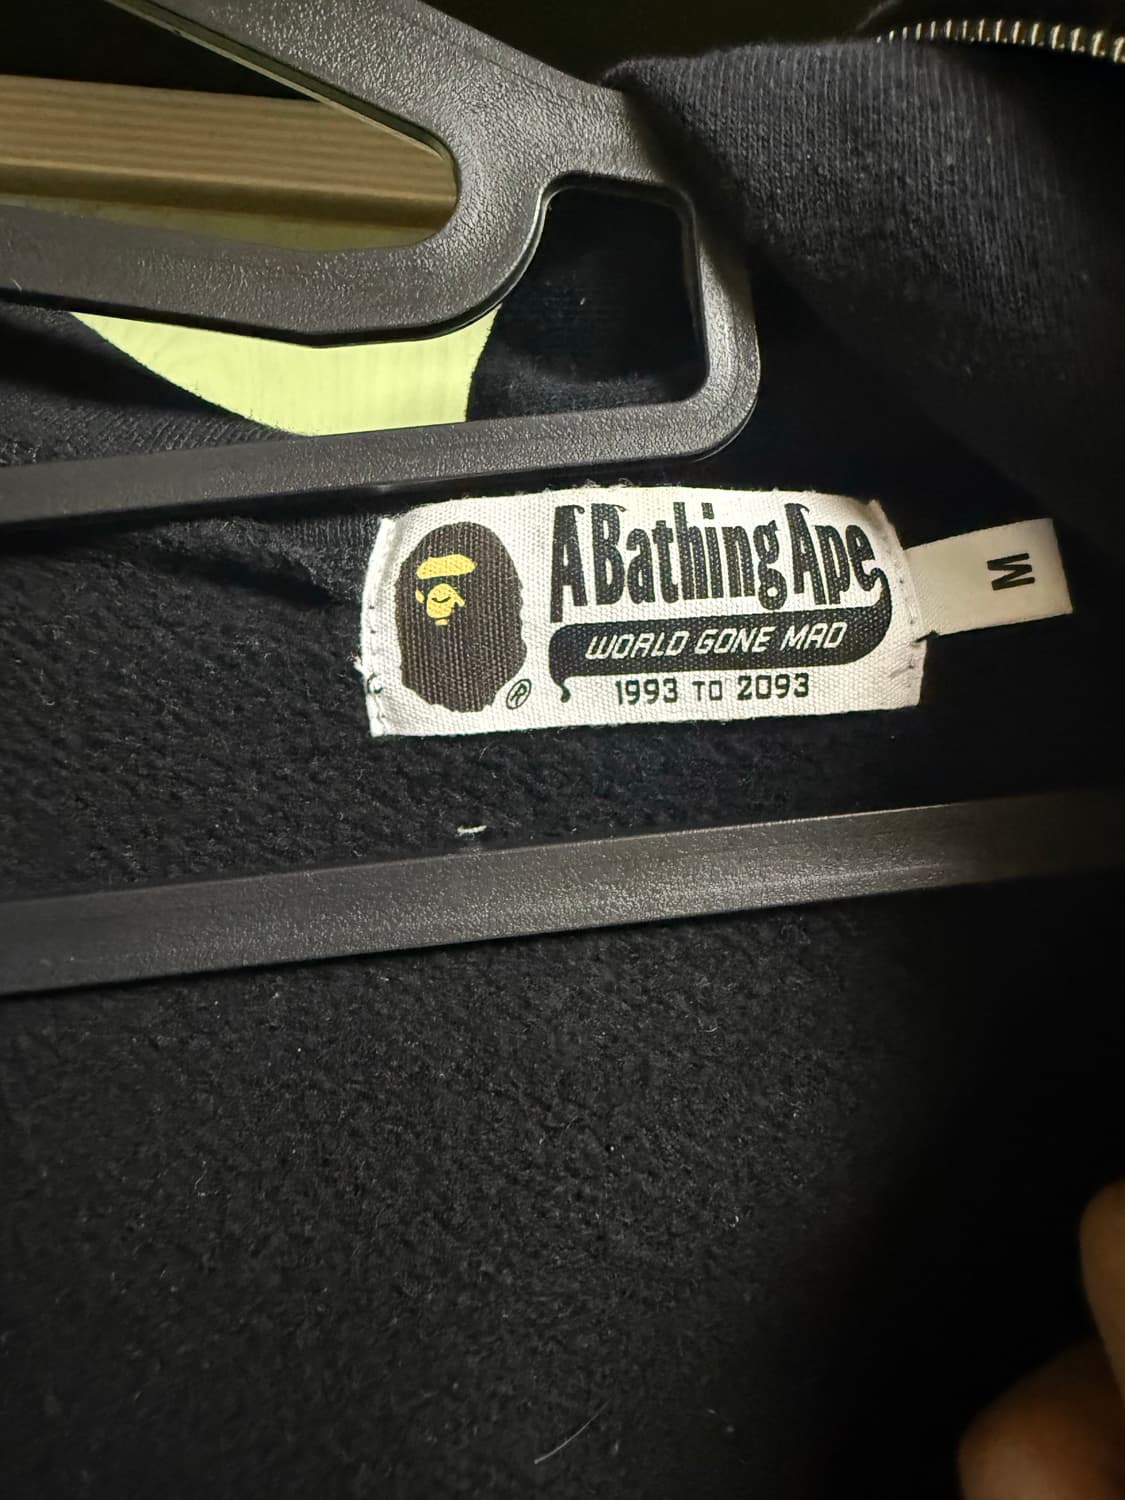 A Bathing Ape
WORLD GONE MAD
1993 TO 2093
®
M